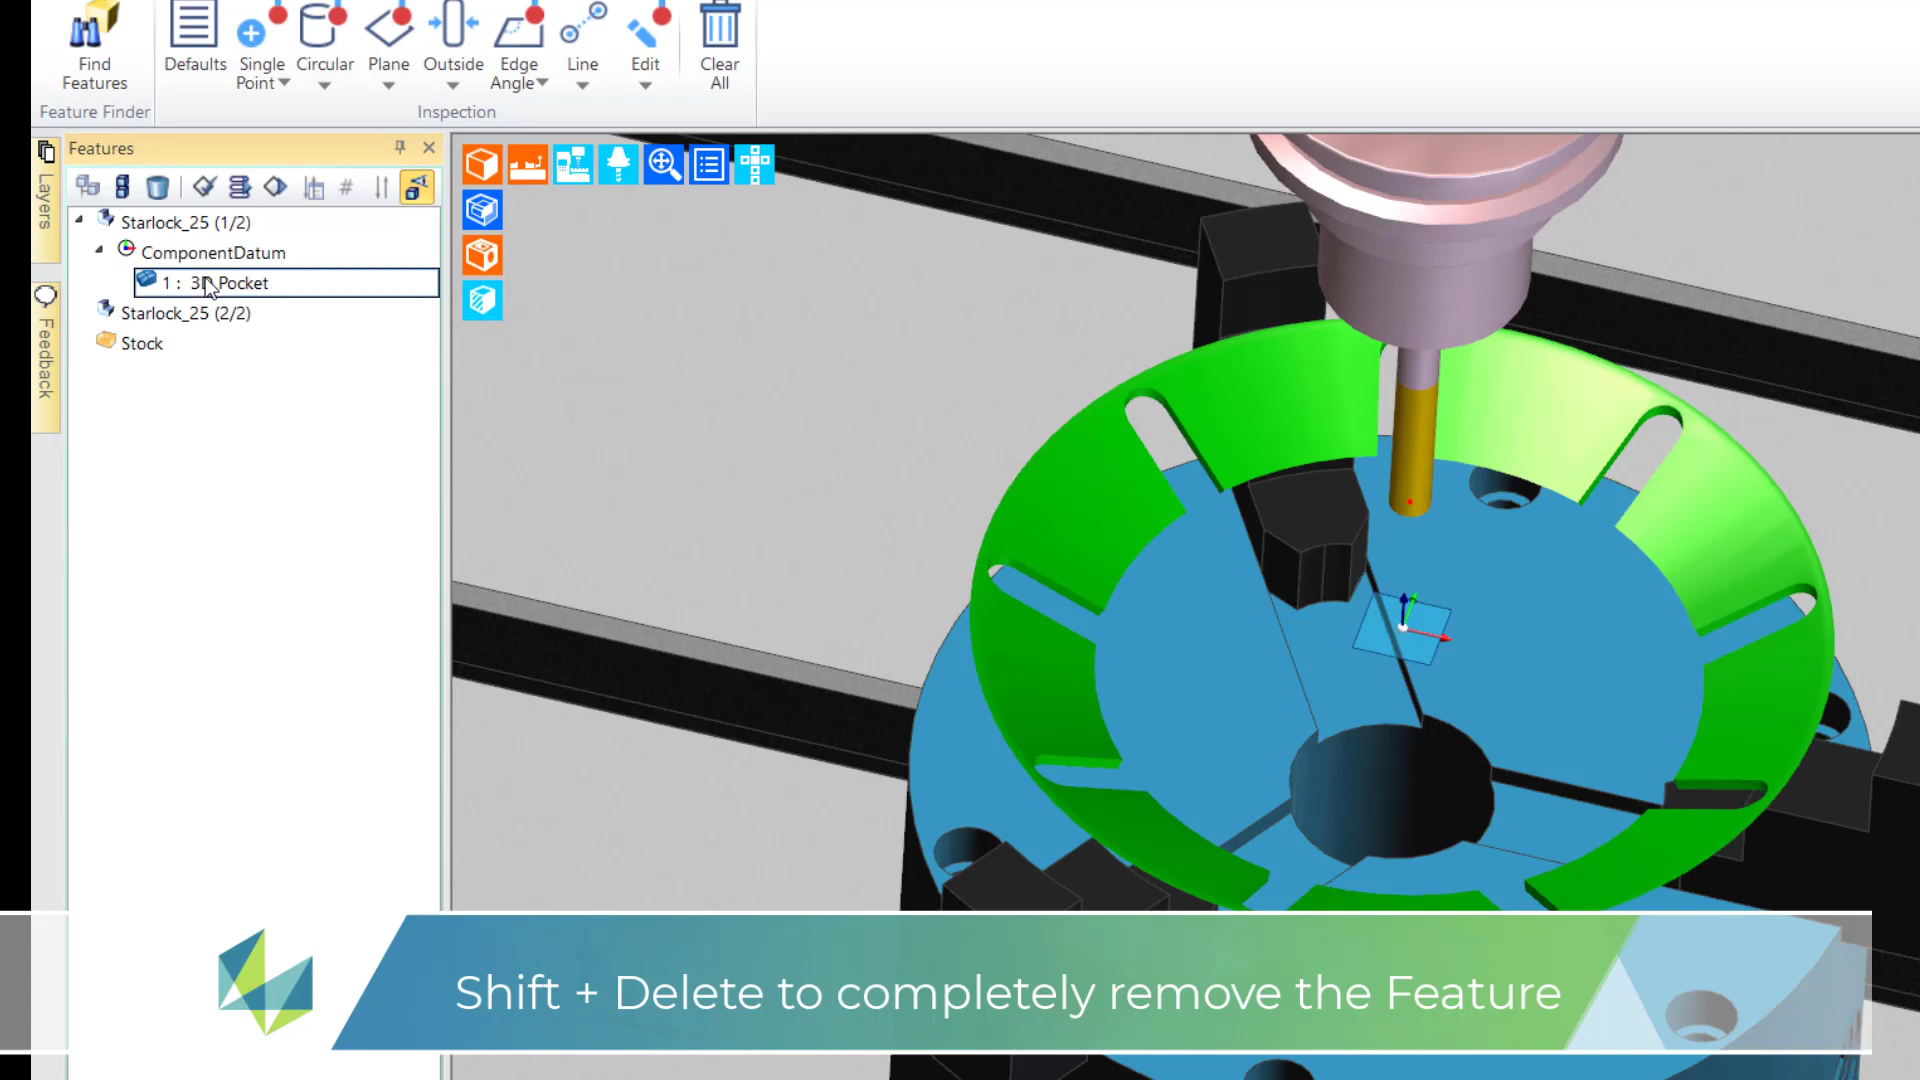 Find
Features
Defaults
Single
Point
Circular
Plane
Outside
Edge
Angle
Line
Edit
Clear
All
Feature Finder
Inspection
Layers
Feedback
Features
Starlock_25 (1/2)
ComponentDatum
1 : 3D Pocket
Starlock_25 (2/2)
Stock
Shift + Delete to completely remove the Feature